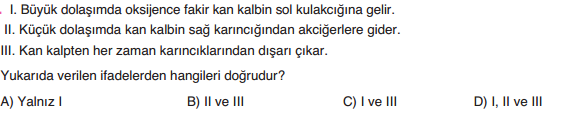 I. Büyük dolaşımda oksijence fakir kan kalbin sol kulakcığına gelir.
II. Küçük dolaşımda kan kalbin sağ karıncığından akciğerlere gider.
III. Kan kalpten her zaman karıncıklarından dışarı çıkar.
Yukarıda verilen ifadelerden hangileri doğrudur?
A) Yalnız I B) II ve III C) I ve III D) I, II ve III